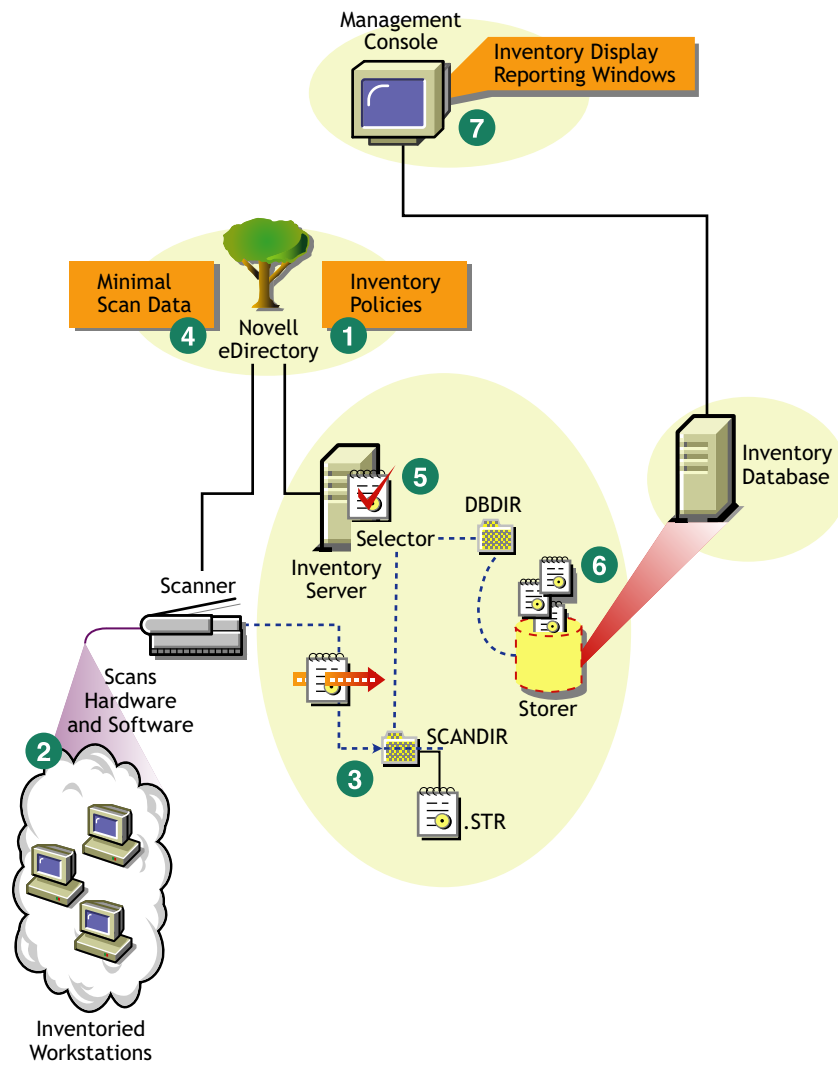 Management
Console
Inventory Display
Reporting Windows
7
Minimal
Scan Data
4
Novell
eDirectory
Inventory
Policies
1
Inventory
Database
5
Selector
Inventory
Server
DBDIR
6
Storer
Scanner
Scans
Hardware
and Software
2
SCANDIR
3
.STR
Inventoried
Workstations